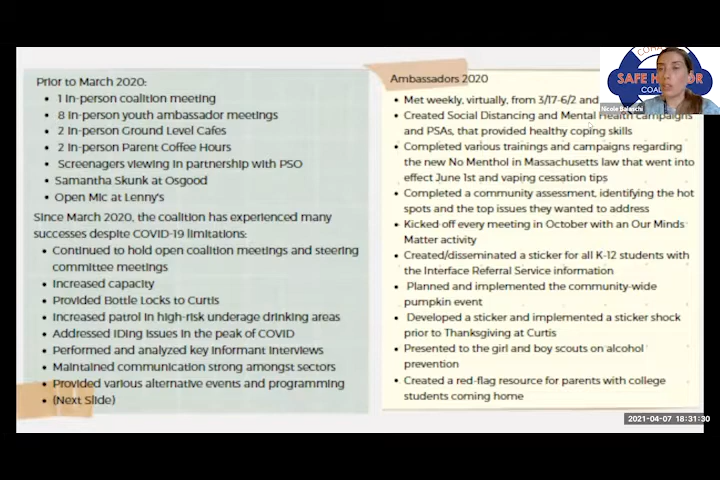 Prior to March 2020:
• 1 in-person coalition meeting
• 8 in-person youth ambassador meetings
• 2 in-person Ground Level Cafes
• 2 in-person Parent Coffee Hours
• Screenagers viewing in partnership with PSO
• Samantha Skunk at Osgood
• Open Mic at Lenny's
Since March 2020, the coalition has experienced many
successes despite COVID-19 limitations:
• Continued to hold open coalition meetings and steering
committee meetings
• Increased capacity
• Provided Bottle Locks to Curtis
• Increased patrol in high-risk underage drinking areas
• Addressed IDing issues in the peak of COVID
• Performed and analyzed key informant interviews
• Maintained communication strong amongst sectors
• Provided various alternative events and programming
• (Next Slide)
Ambassadors 2020
• Met weekly, virtually, from 3/17-6/2 and
• Created Social Distancing and Mental Health campaigns
and PSAs, that provided healthy coping skills
• Completed various trainings and campaigns regarding
the new No Menthol in Massachusetts law that went into
effect June 1st and vaping cessation tips
• Completed a community assessment, identifying the hot
spots and the top issues they wanted to address
• Kicked off every meeting in October with an Our Minds
Matter activity
• Created/disseminated a sticker for all K-12 students with
the Interface Referral Service information
• Planned and implemented the community-wide
pumpkin event
• Developed a sticker and implemented a sticker shock
prior to Thanksgiving at Curtis
• Presented to the girl and boy scouts on alcohol
prevention
• Created a red-flag resource for parents with college
students coming home
SAFE
Nicole
2021-04-07 18:31:30